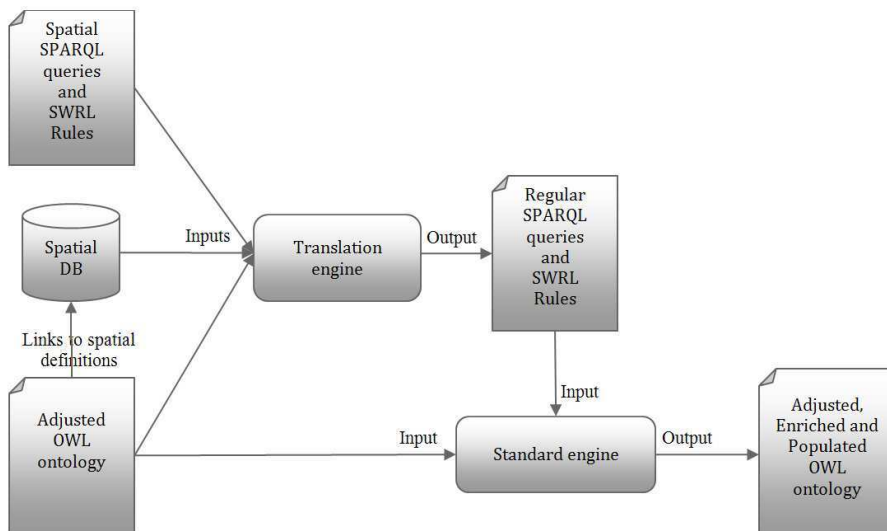 Spatial
SPARQL
queries
and
SWRL
Rules
Spatial
DB
Links to spatial
definitions
Adjusted
OWL
ontology
Inputs
Translation
engine
Output
Regular
SPARQL
queries
and
SWRL
Rules
Input
Input
Standard engine
Output
Adjusted,
Enriched and
Populated
OWL
ontology